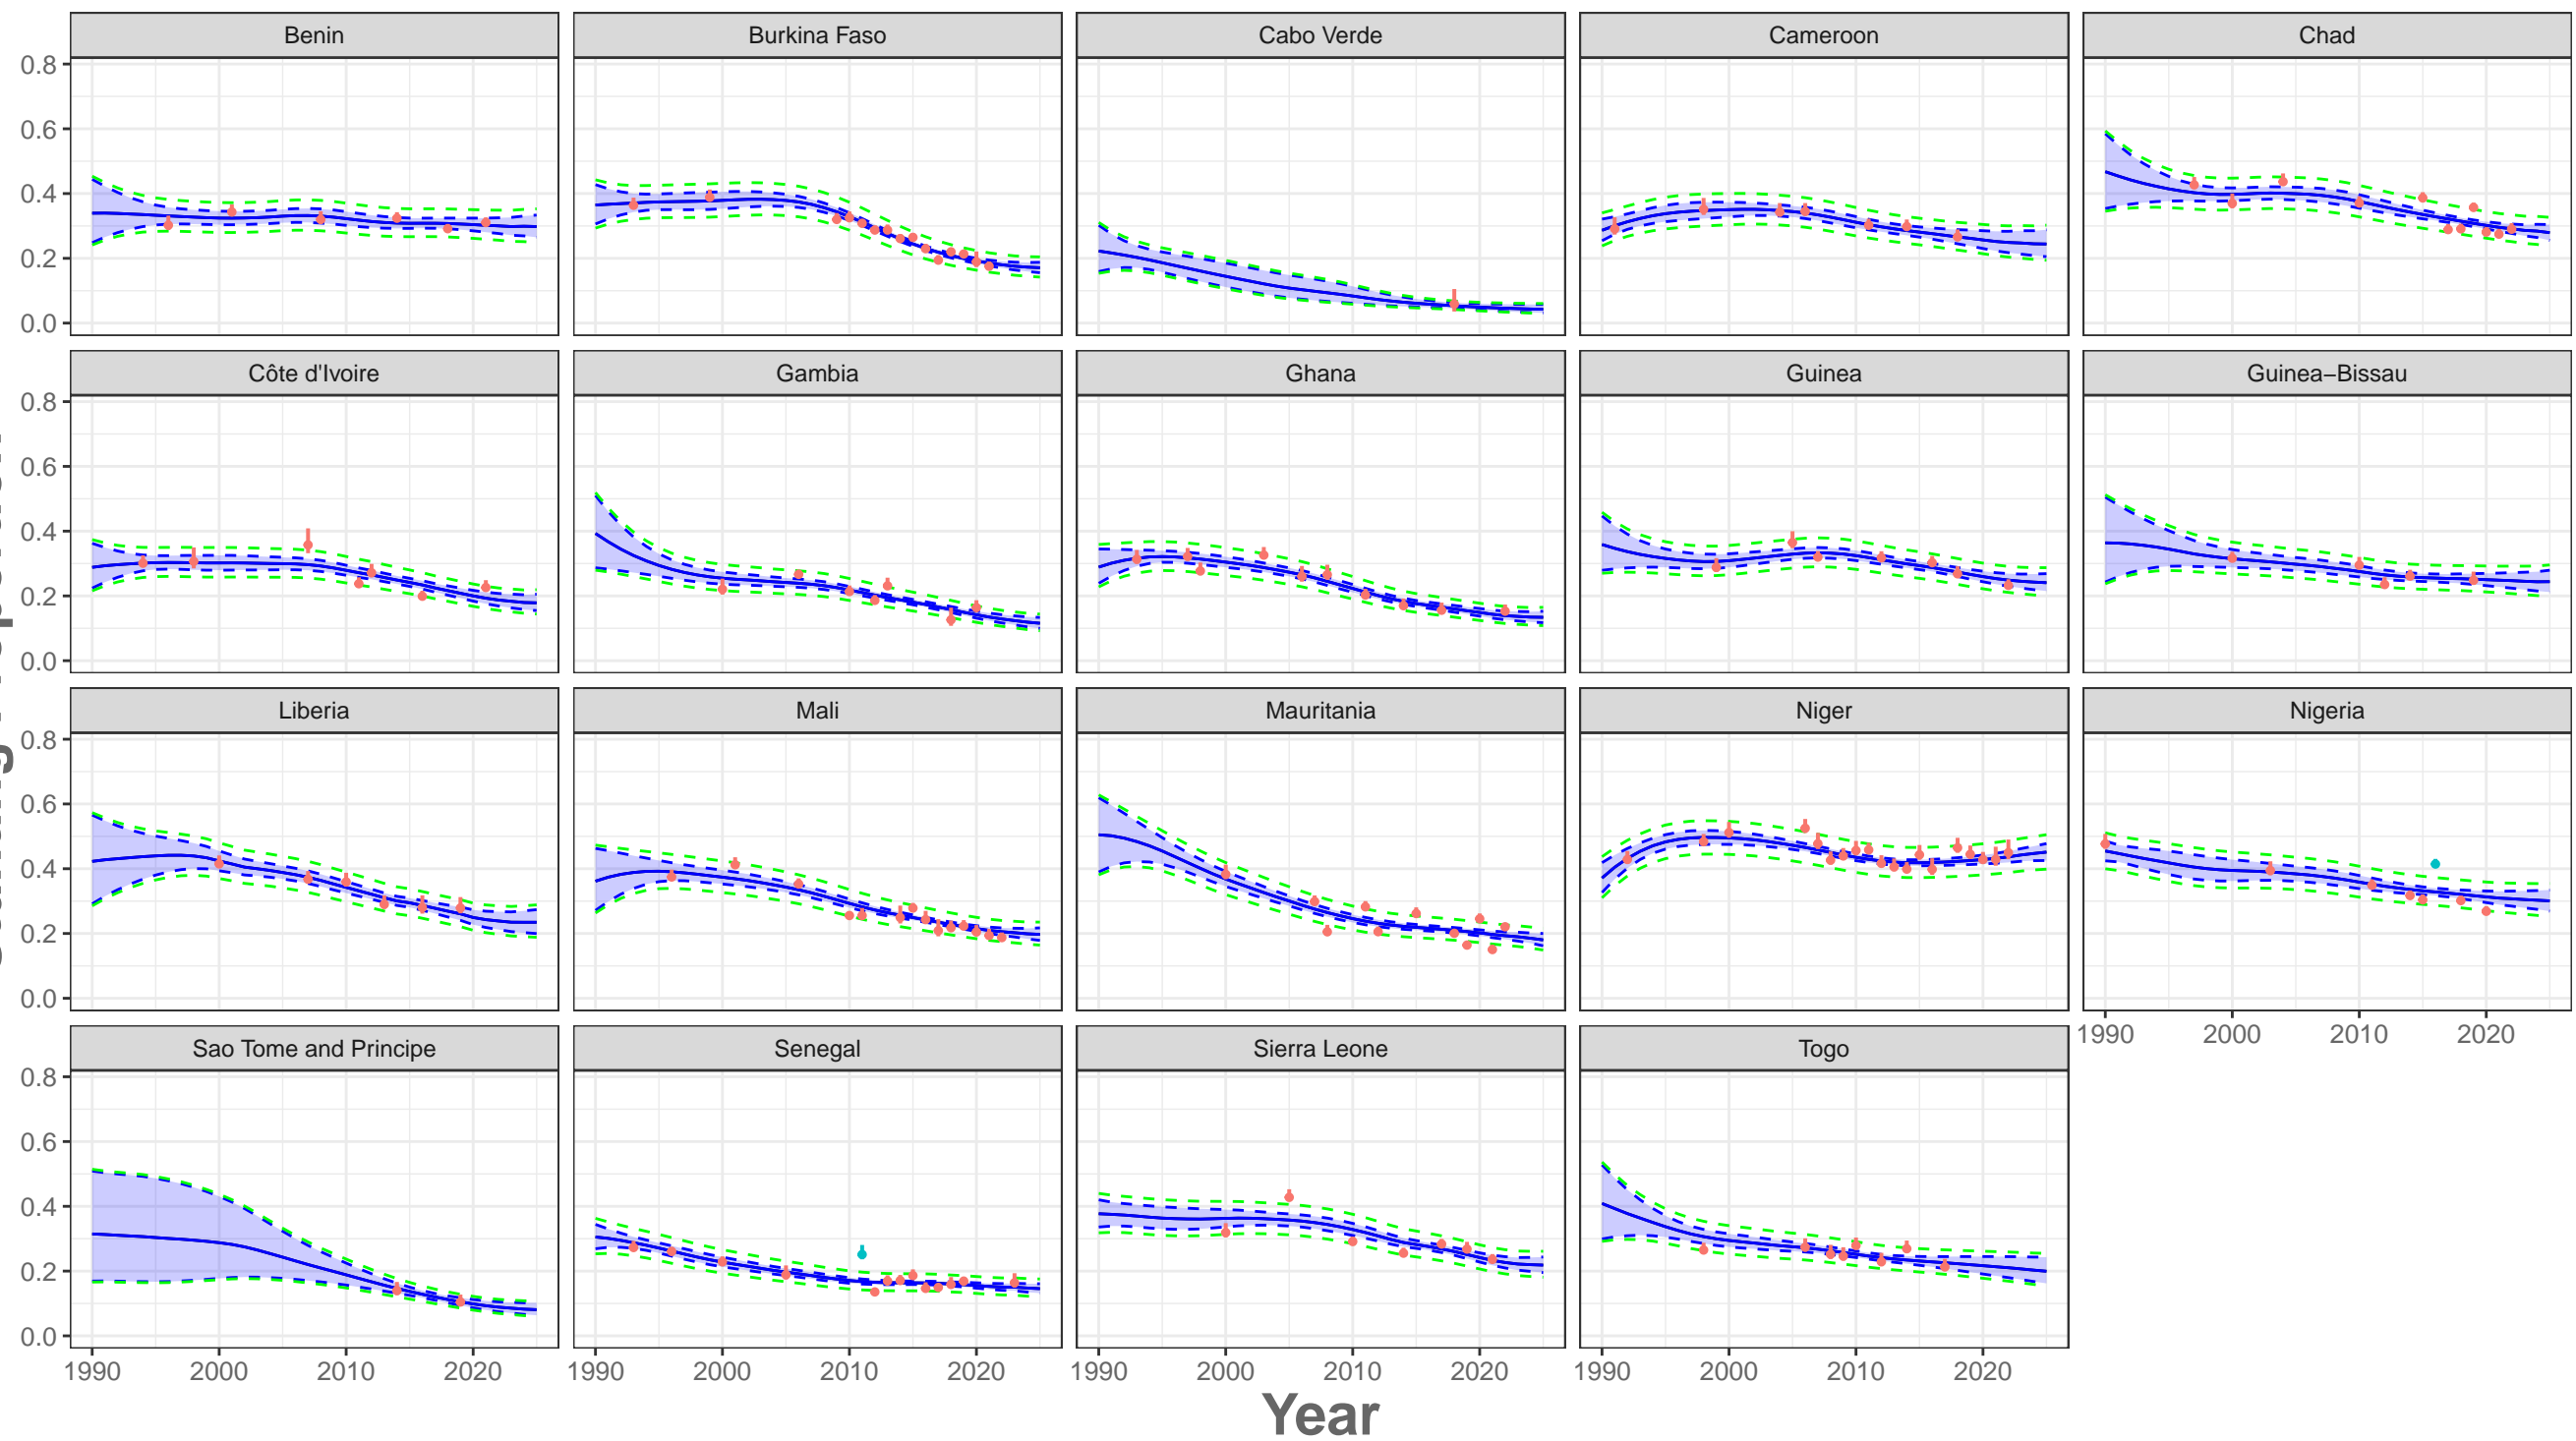 Benin Burkina Faso Cabo Verde Cameroon Chad
0.8
0.6
0.4
0.2
0.0
Côte d'Ivoire Gambia Ghana Guinea Guinea−Bissau
0.8
0.6
0.4
0.2
0.0
Liberia Mali Mauritania Niger Nigeria
0.8
0.6
0.4
0.2
0.0
1990 2000 2010 2020
Sao Tome and Principe Senegal Sierra Leone Togo
0.8
0.6
0.4
0.2
0.0
1990 2000 2010 2020 1990 2000 2010 2020 1990 2000 2010 2020 1990 2000 2010 2020
Year